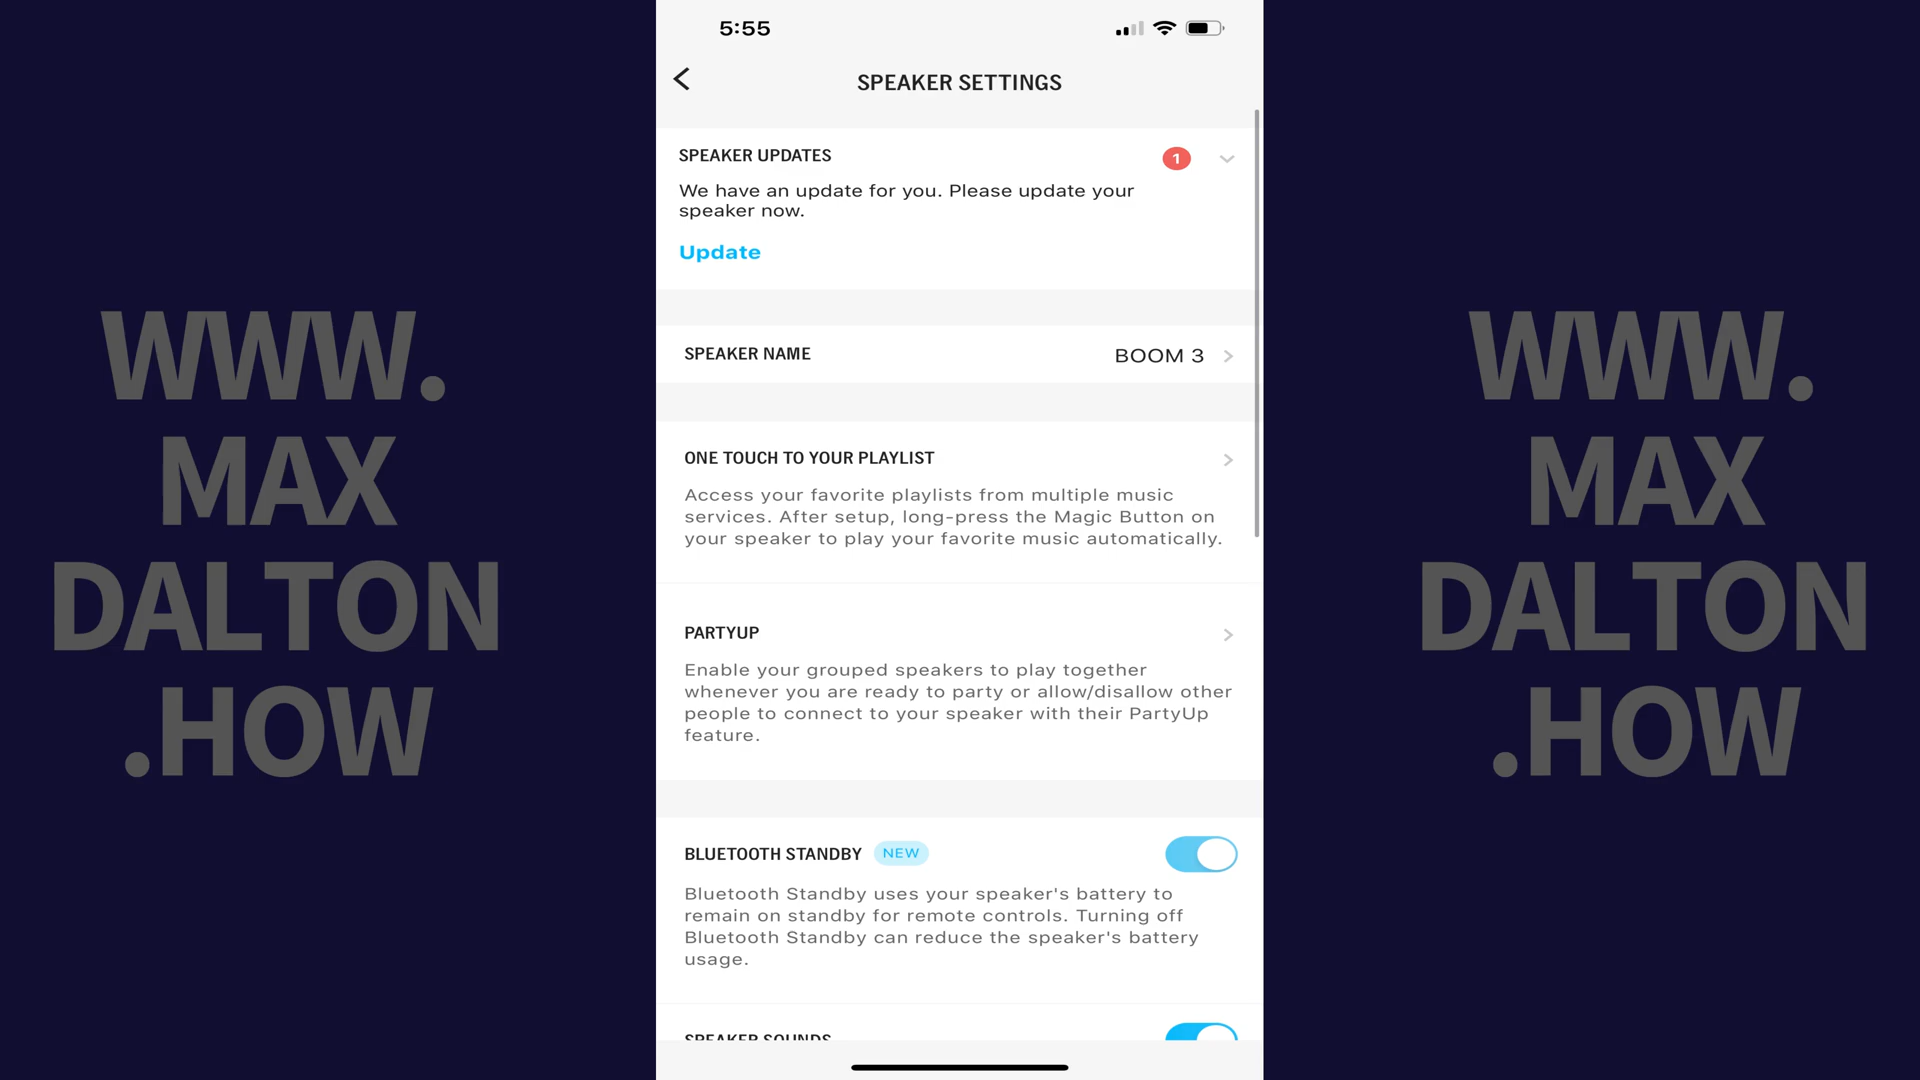 WWW.
MAX
DALTON
.HOW
5:55
SPEAKER SETTINGS
SPEAKER UPDATES
1
We have an update for you. Please update your
speaker now.
Update
SPEAKER NAME
BOOM 3
ONE TOUCH TO YOUR PLAYLIST
Access your favorite playlists from multiple music
services. After setup, long-press the Magic Button on
your speaker to play your favorite music automatically.
PARTYUP
Enable your grouped speakers to play together
whenever you are ready to party or allow/disallow other
people to connect to your speaker with their PartyUp
feature.
BLUETOOTH STANDBY NEW
Bluetooth Standby uses your speaker's battery to
remain on standby for remote controls. Turning off
Bluetooth Standby can reduce the speaker's battery
usage.
SPEAKER SOUNDS
WWW.
MAX
DALTON
.HOW